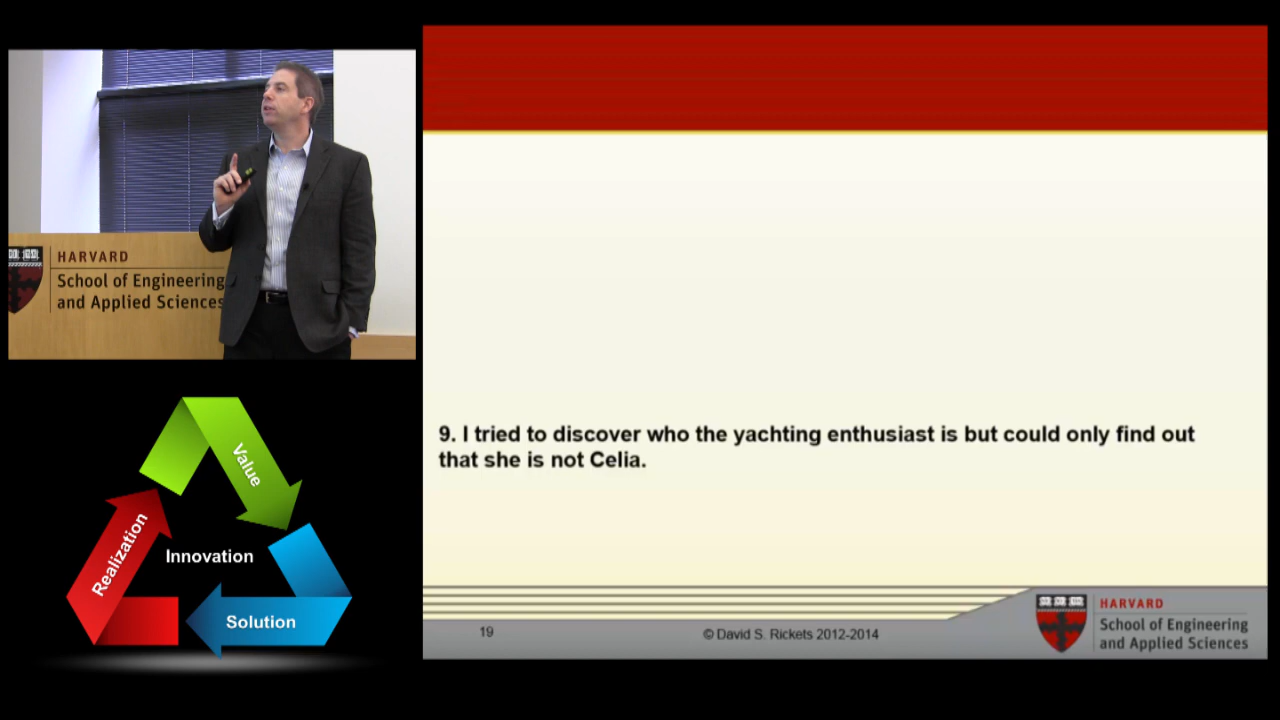 HARVARD
School of Engineering
and Applied Sciences
Value
Realization
Innovation
Solution
9. I tried to discover who the yachting enthusiast is but could only find out
that she is not Celia.
19
© David S. Rickets 2012-2014
HARVARD
School of Engineering
and Applied Sciences